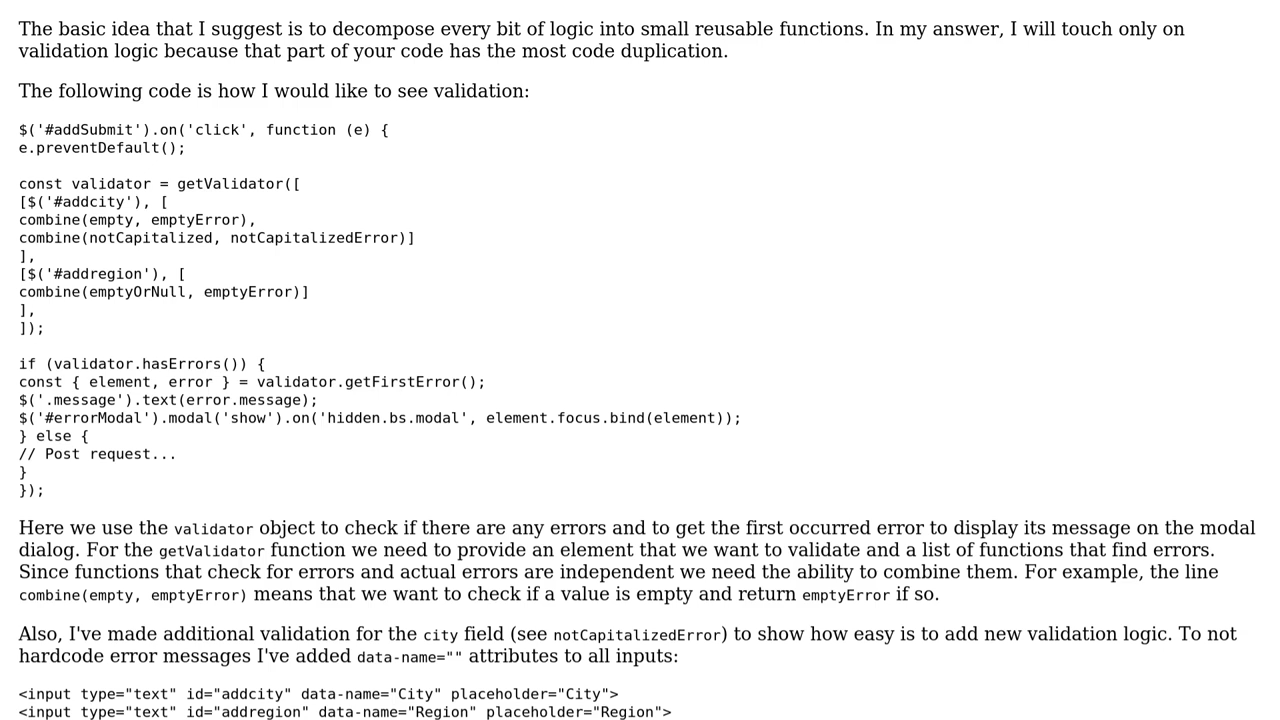 The basic idea that I suggest is to decompose every bit of logic into small reusable functions. In my answer, I will touch only on
validation logic because that part of your code has the most code duplication.
The following code is how I would like to see validation:
$('#addSubmit').on('click', function (e) {
e.preventDefault();
const validator = getValidator([
[$('#addcity'), [
combine(empty, emptyError),
combine(notCapitalized, notCapitalizedError)]
],
[$('#addregion'), [
combine(emptyOrNull, emptyError)]
],
]);
if (validator.hasErrors()) {
const { element, error } = validator.getFirstError();
$('.message').text(error.message);
$('#errorModal').modal('show').on('hidden.bs.modal', element.focus.bind(element));
} else {
// Post request...
}
});
Here we use the validator object to check if there are any errors and to get the first occurred error to display its message on the modal
dialog. For the getValidator function we need to provide an element that we want to validate and a list of functions that find errors.
Since functions that check for errors and actual errors are independent we need the ability to combine them. For example, the line
combine(empty, emptyError) means that we want to check if a value is empty and return emptyError if so.
Also, I've made additional validation for the city field (see notCapitalizedError) to show how easy is to add new validation logic. To not
hardcode error messages I've added data-name="" attributes to all inputs:
<input type="text" id="addcity" data-name="City" placeholder="City">
<input type="text" id="addregion" data-name="Region" placeholder="Region">